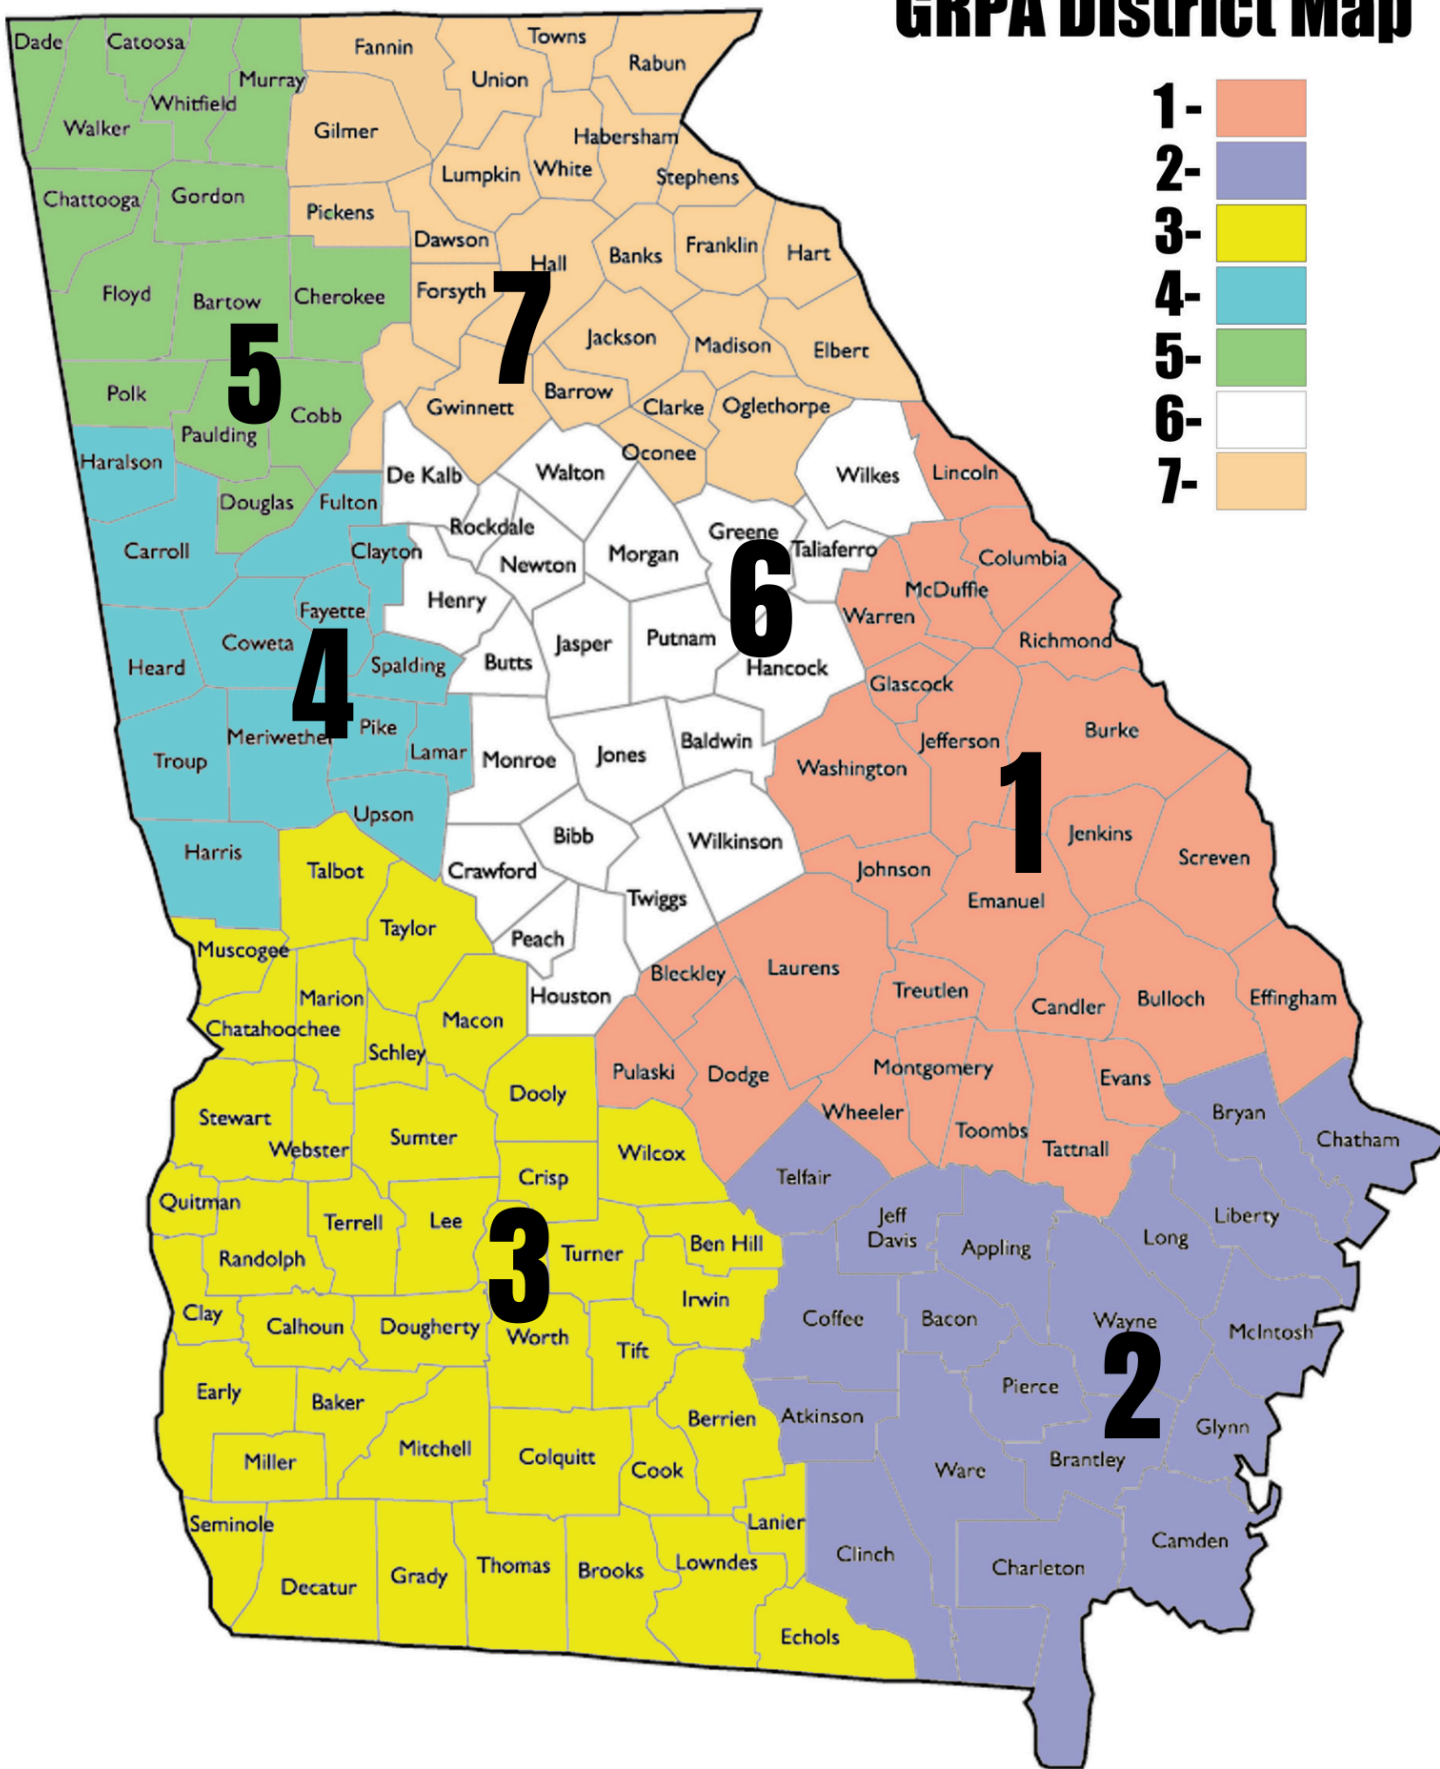 GRPA District Map
1 -
2-
3-
4-
5-
6-
7-
Dade
Catoosa
Fannin
Towns
Rabun
Union
Murray
Whitfield
Walker
Gilmer
Habersham
White
Lumpkin
Stephens
Chattooga
Gordon
Pickens
Dawson
Hall
Banks
Franklin
Hart
Floyd
Bartow
Cherokee
Forsyth
7
5
Jackson
Madison
Elbert
Polk
Cobb
Gwinnett
Barrow
Clarke
Oglethorpe
Paulding
Haralson
Oconee
De Kalb
Walton
Wilkes
Lincoln
Douglas
Fulton
Rockdale
Greene
Carroll
Clayton
Newton
Morgan
Taliaferro
Columbia
6
McDuffie
Henry
Fayette
Warren
Coweta
4
Jasper
Putnam
Richmond
Heard
Spalding
Butts
Hancock
Glascock
Meriwether
Pike
Lamar
Monroe
Jones
Baldwin
Jefferson
Burke
Troup
Washington
1
Upson
Bibb
Wilkinson
Jenkins
Harris
Talbot
Crawford
Johnson
Screven
Twiggs
Emanuel
Taylor
Peach
Muscogee
Bleckley
Laurens
Marion
Houston
Treutlen
Candler
Bulloch
Effingham
Chatahoochee
Macon
Schley
Pulaski
Dodge
Montgomery
Evans
Dooly
Stewart
Wheeler
Toombs
Bryan
Webster
Sumter
Wilcox
Tattnall
Chatham
Crisp
Telfair
Quitman
Terrell
Lee
3
Jeff
Davis
Liberty
Randolph
Turner
Ben Hill
Appling
Long
Clay
Calhoun
Dougherty
Worth
Irwin
Coffee
Bacon
Wayne
McIntosh
Tift
2
Early
Baker
Pierce
Berrien
Atkinson
Glynn
Miller
Mitchell
Colquitt
Cook
Ware
Brantley
Seminole
Lanier
Camden
Decatur
Grady
Thomas
Brooks
Lowndes
Clinch
Charleton
Echols